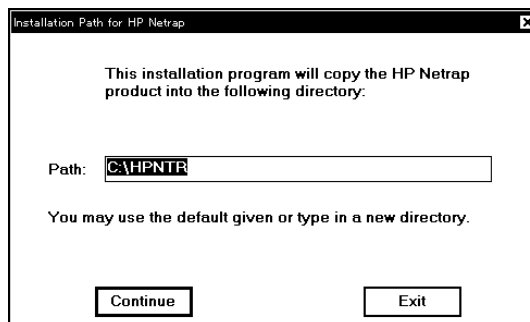 Installation Path for HP Netrap
This installation program will copy the HP Netrap
product into the following directory:
Path: C:\HPNTR
You may use the default given or type in a new directory.
Continue Exit